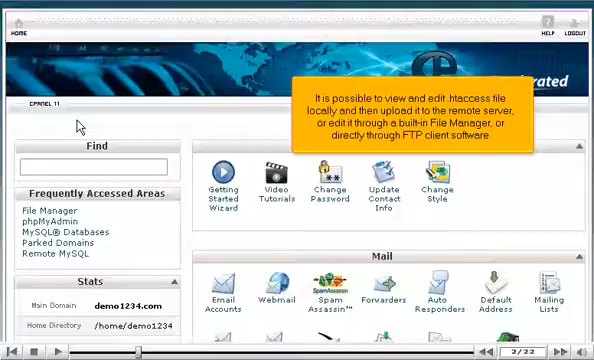 HOME
HELP
LOGOUT
CPANEL 11
It is possible to view and edit .htaccess file
locally and then upload it to the remote server,
or edit it through a built-in File Manager, or
directly through FTP client software
Find
Frequently Accessed Areas
File Manager
phpMyAdmin
MySQL® Databases
Parked Domains
Remote MySQL
Stats
Main Domain demo1234.com
Home Directory /home/demo1234
Getting
Started
Wizard
Video
Tutorials
Change
Password
Update
Contact
Info
Change
Style
Mail
Email
Accounts
Webmail
SpamAssassin
Spam
Assassin™
Forwarders
Auto
Responders
Default
Address
Mailing
Lists
2/22